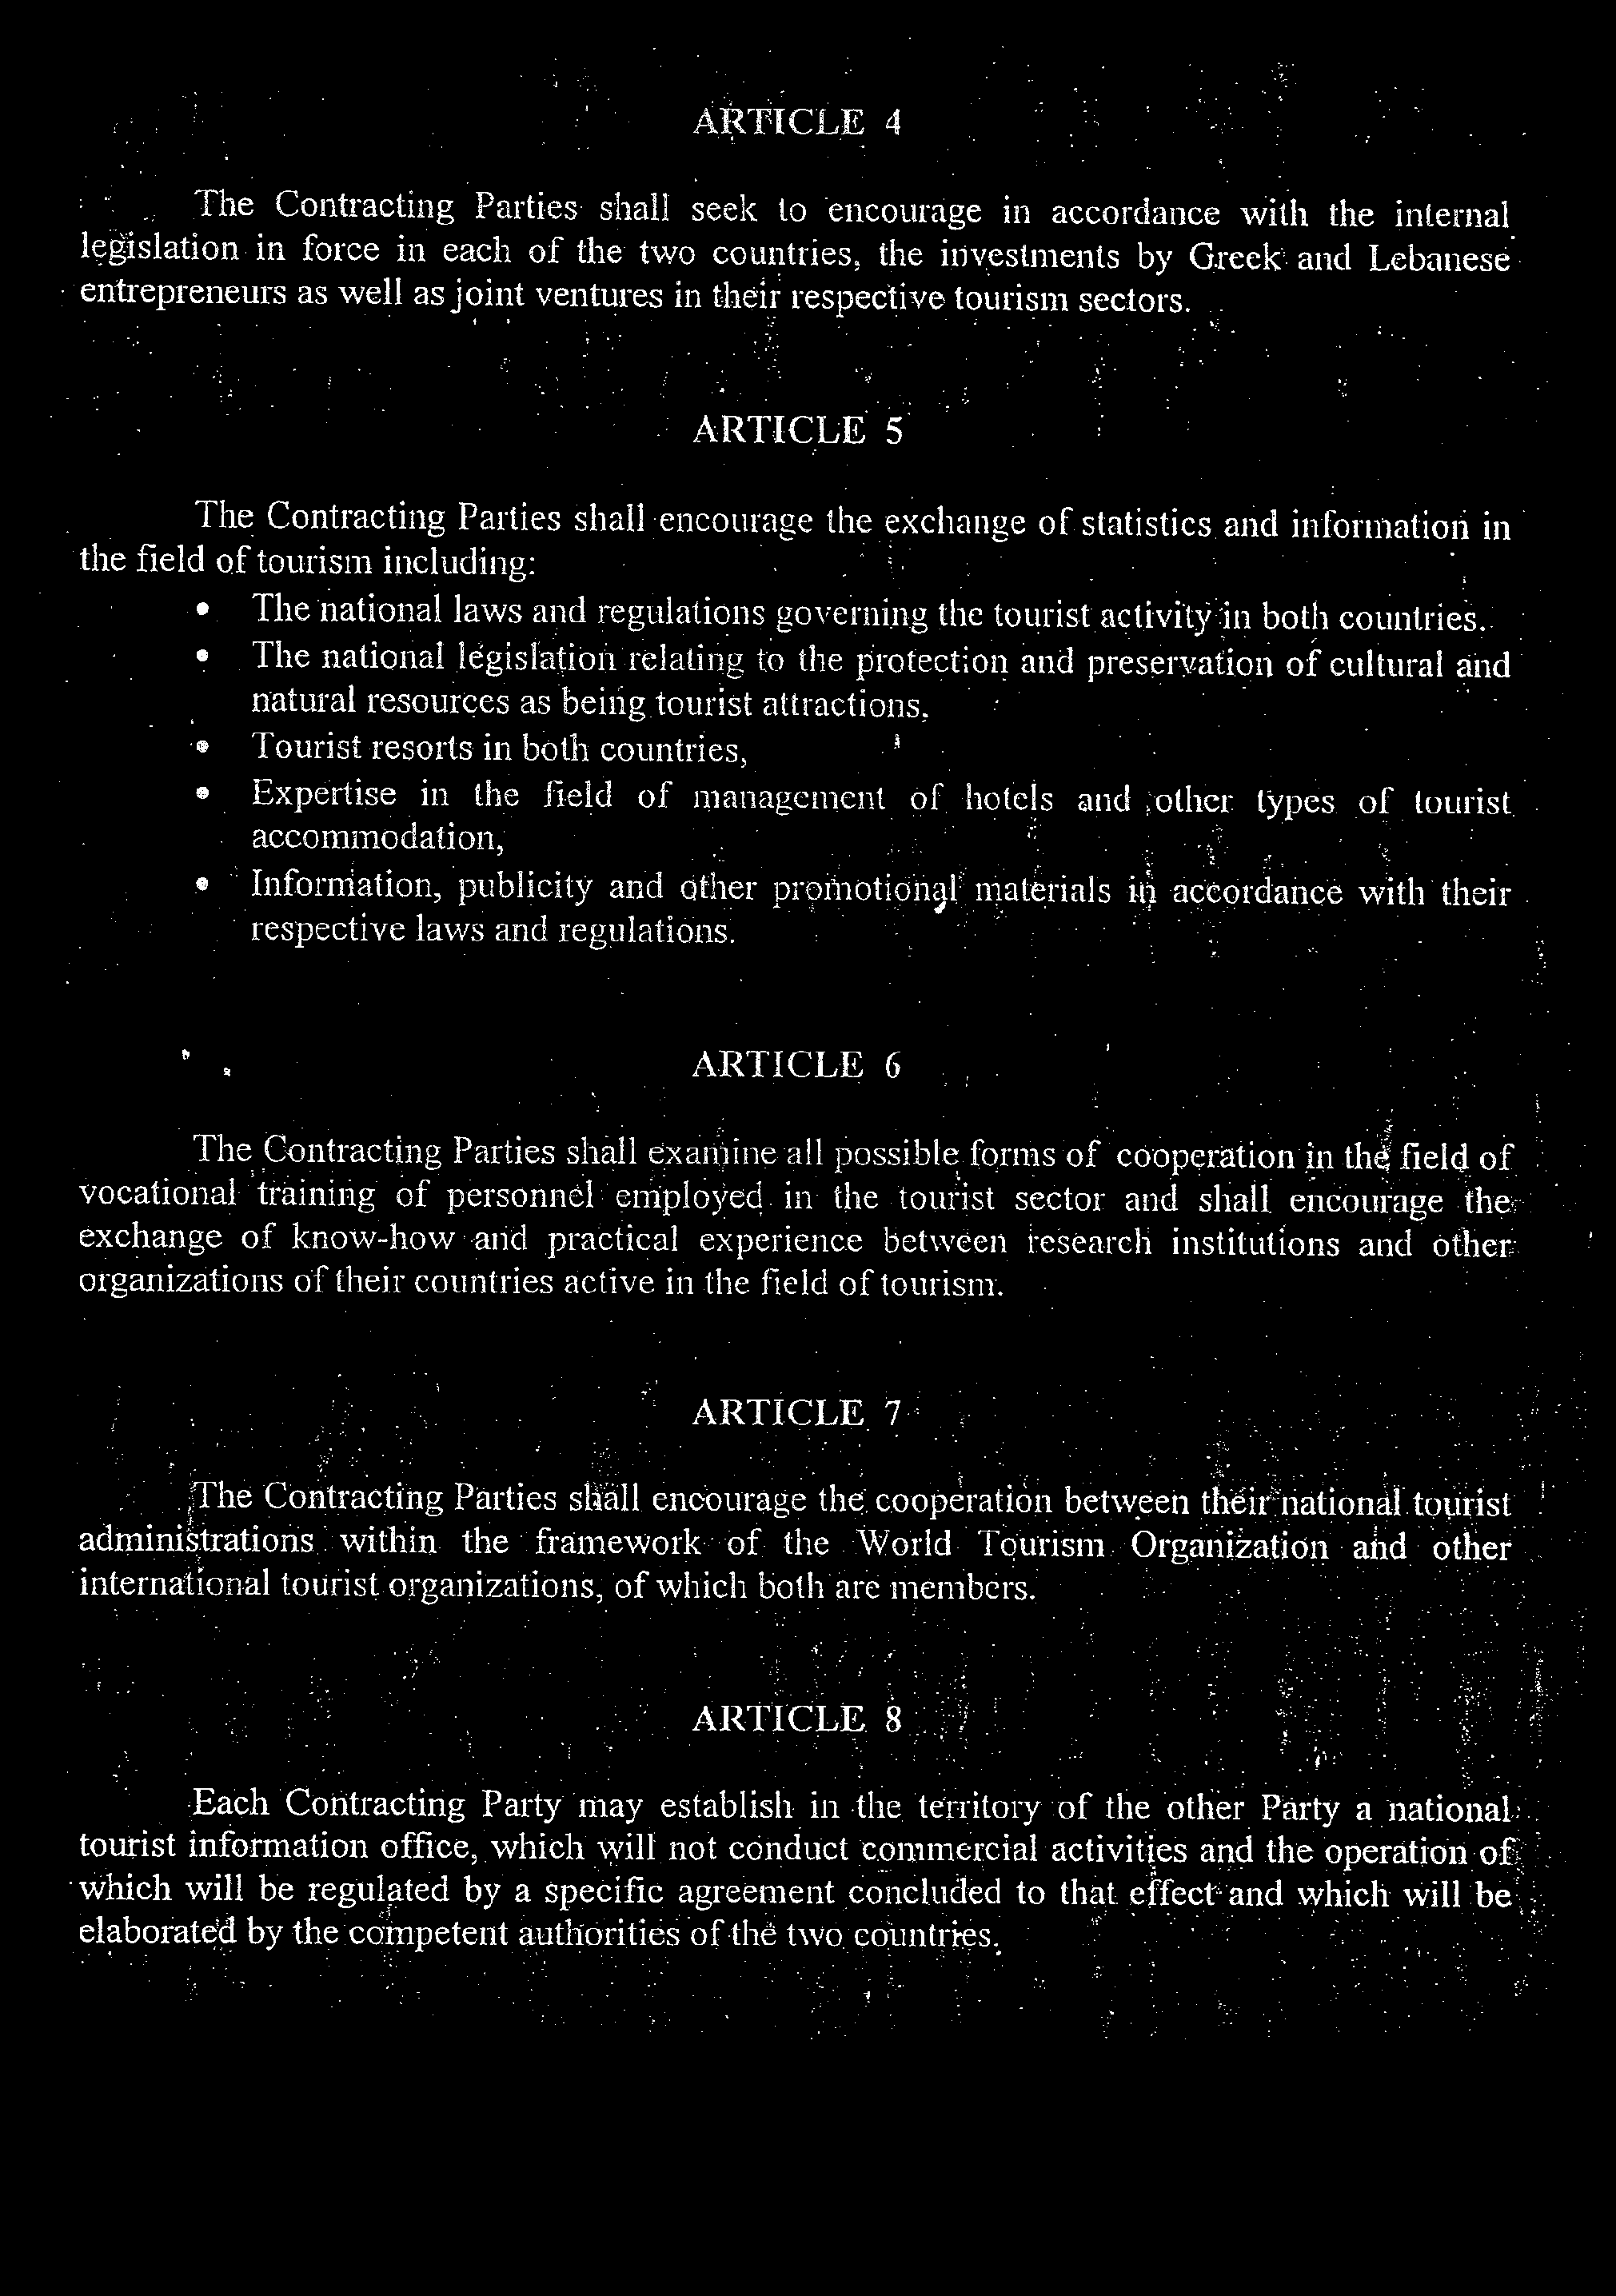 ARTICLE 4
The Contracting Parties shall seek to encourage in accordance with the internal
legislation in force in each of the two countries, the investments by Greek and Lebanese
entrepreneurs as well as joint ventures in their respective tourism sectors.
ARTICLE 5
The Contracting Parties shall encourage the exchange of statistics and information in
the field of tourism including:
• The national laws and regulations governing the tourist activity in both countries.
• The national legislation relating to the protection and preservation of cultural and
natural resources as being tourist attractions.
• Tourist resorts in both countries,
• Expertise in the field of management of hotels and other types of tourist
accommodation,
• Information, publicity and other promotional materials in accordance with their
respective laws and regulations.
ARTICLE 6
The Contracting Parties shall examine all possible forms of cooperation in the field of
vocational training of personnel employed in the tourist sector and shall encourage the
exchange of know-how and practical experience between research institutions and other
organizations of their countries active in the field of tourism.
ARTICLE 7
The Contracting Parties shall encourage the cooperation between their national tourist
administrations within the framework of the World Tourism Organization and other
international tourist organizations, of which both are members.
ARTICLE 8
Each Contracting Party may establish in the territory of the other Party a national
tourist information office, which will not conduct commercial activities and the operation of
which will be regulated by a specific agreement concluded to that effect and which will be
elaborated by the competent authorities of the two countries.